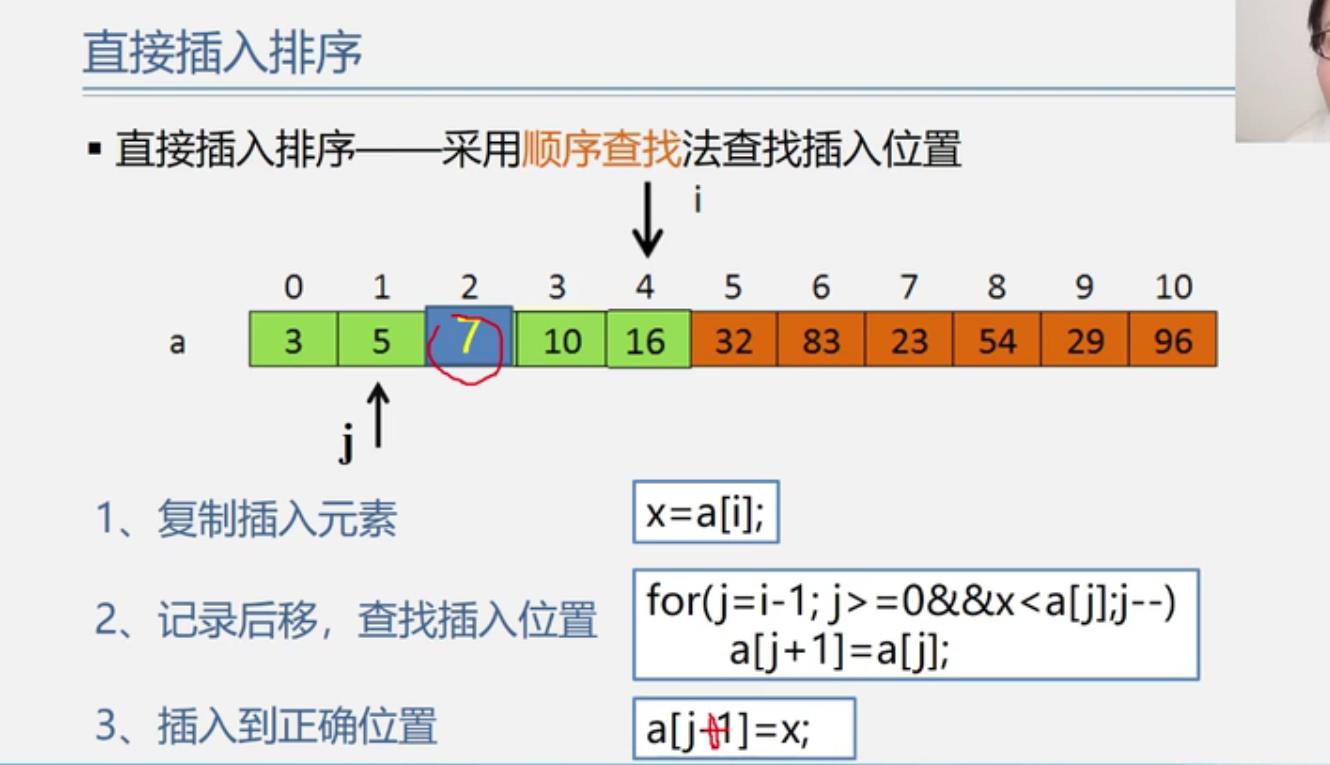 直接插入排序
▪ 直接插入排序——采用顺序查找法查找插入位置
i
0 1 2 3 4 5 6 7 8 9 10
a 3 5 7 10 16 32 83 23 54 29 96
j
1、复制插入元素 x=a[i];
2、记录后移，查找插入位置 for(j=i-1; j>=0&&x<a[j];j--)
a[j+1]=a[j];
3、插入到正确位置 a[j+1]=x;